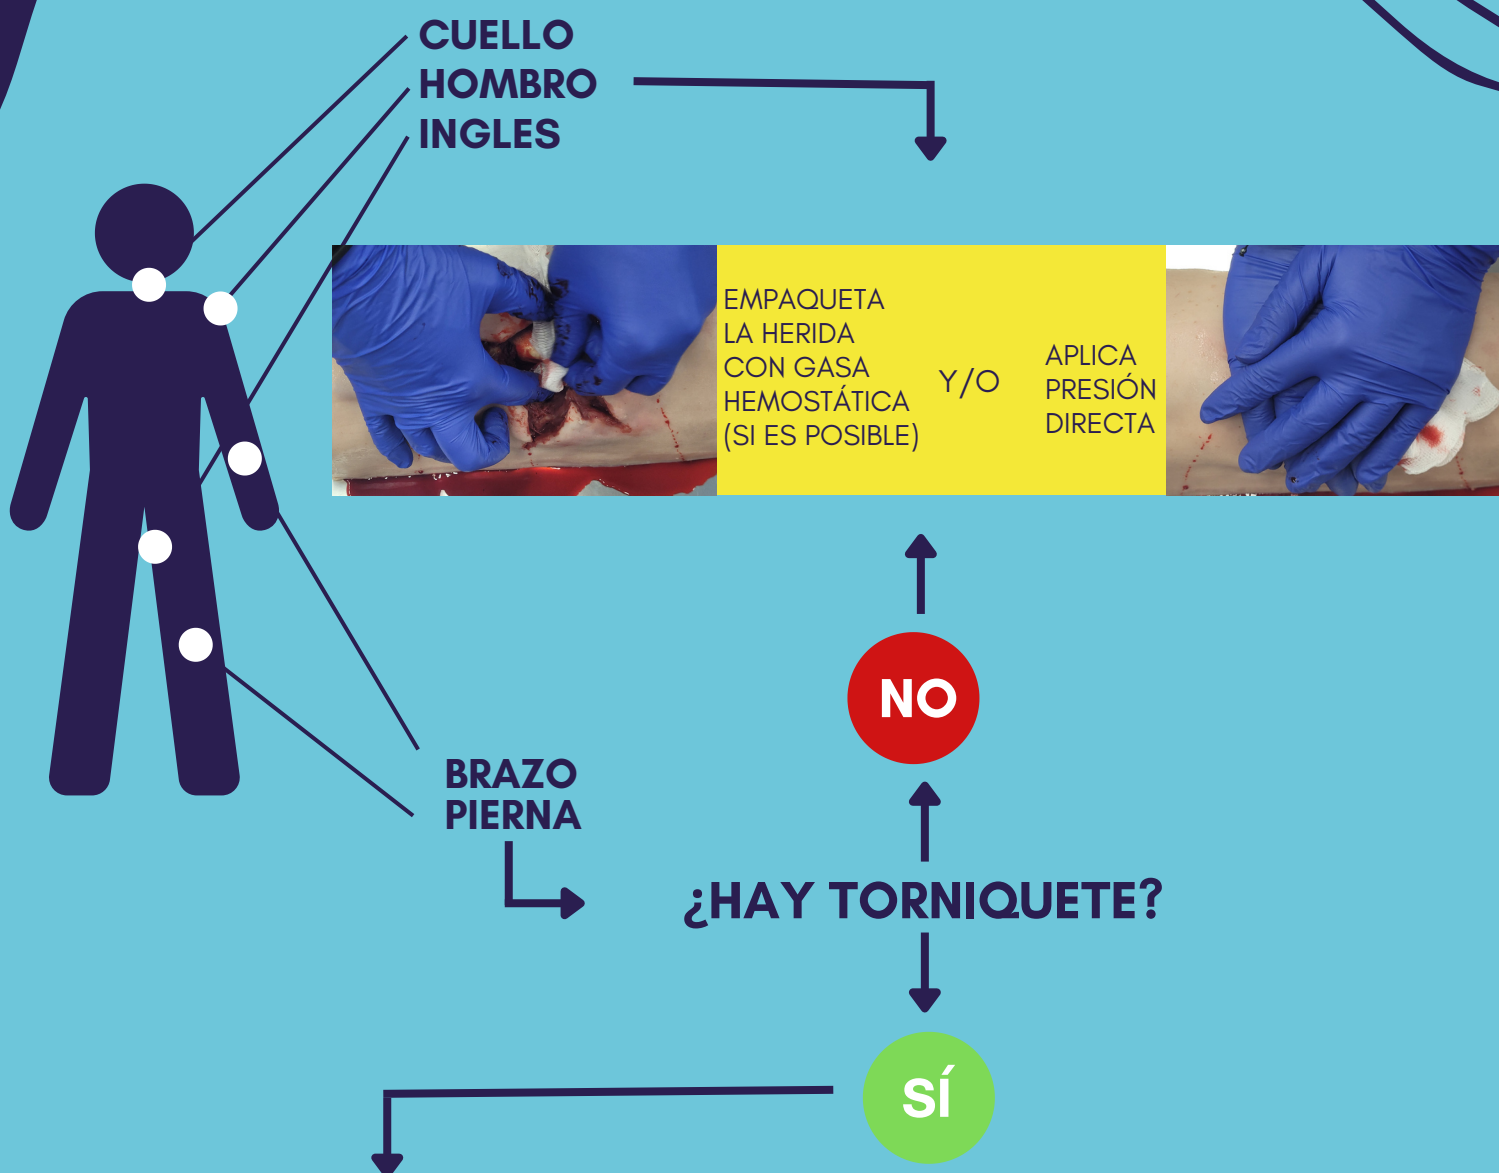 CUELLO
HOMBRO
INGLES
EMPAQUETA
LA HERIDA
CON GASA
HEMOSTÁTICA
(SI ES POSIBLE)
Y/O
APLICA
PRESIÓN
DIRECTA
NO
BRAZO
PIERNA
¿HAY TORNIQUETE?
SÍ